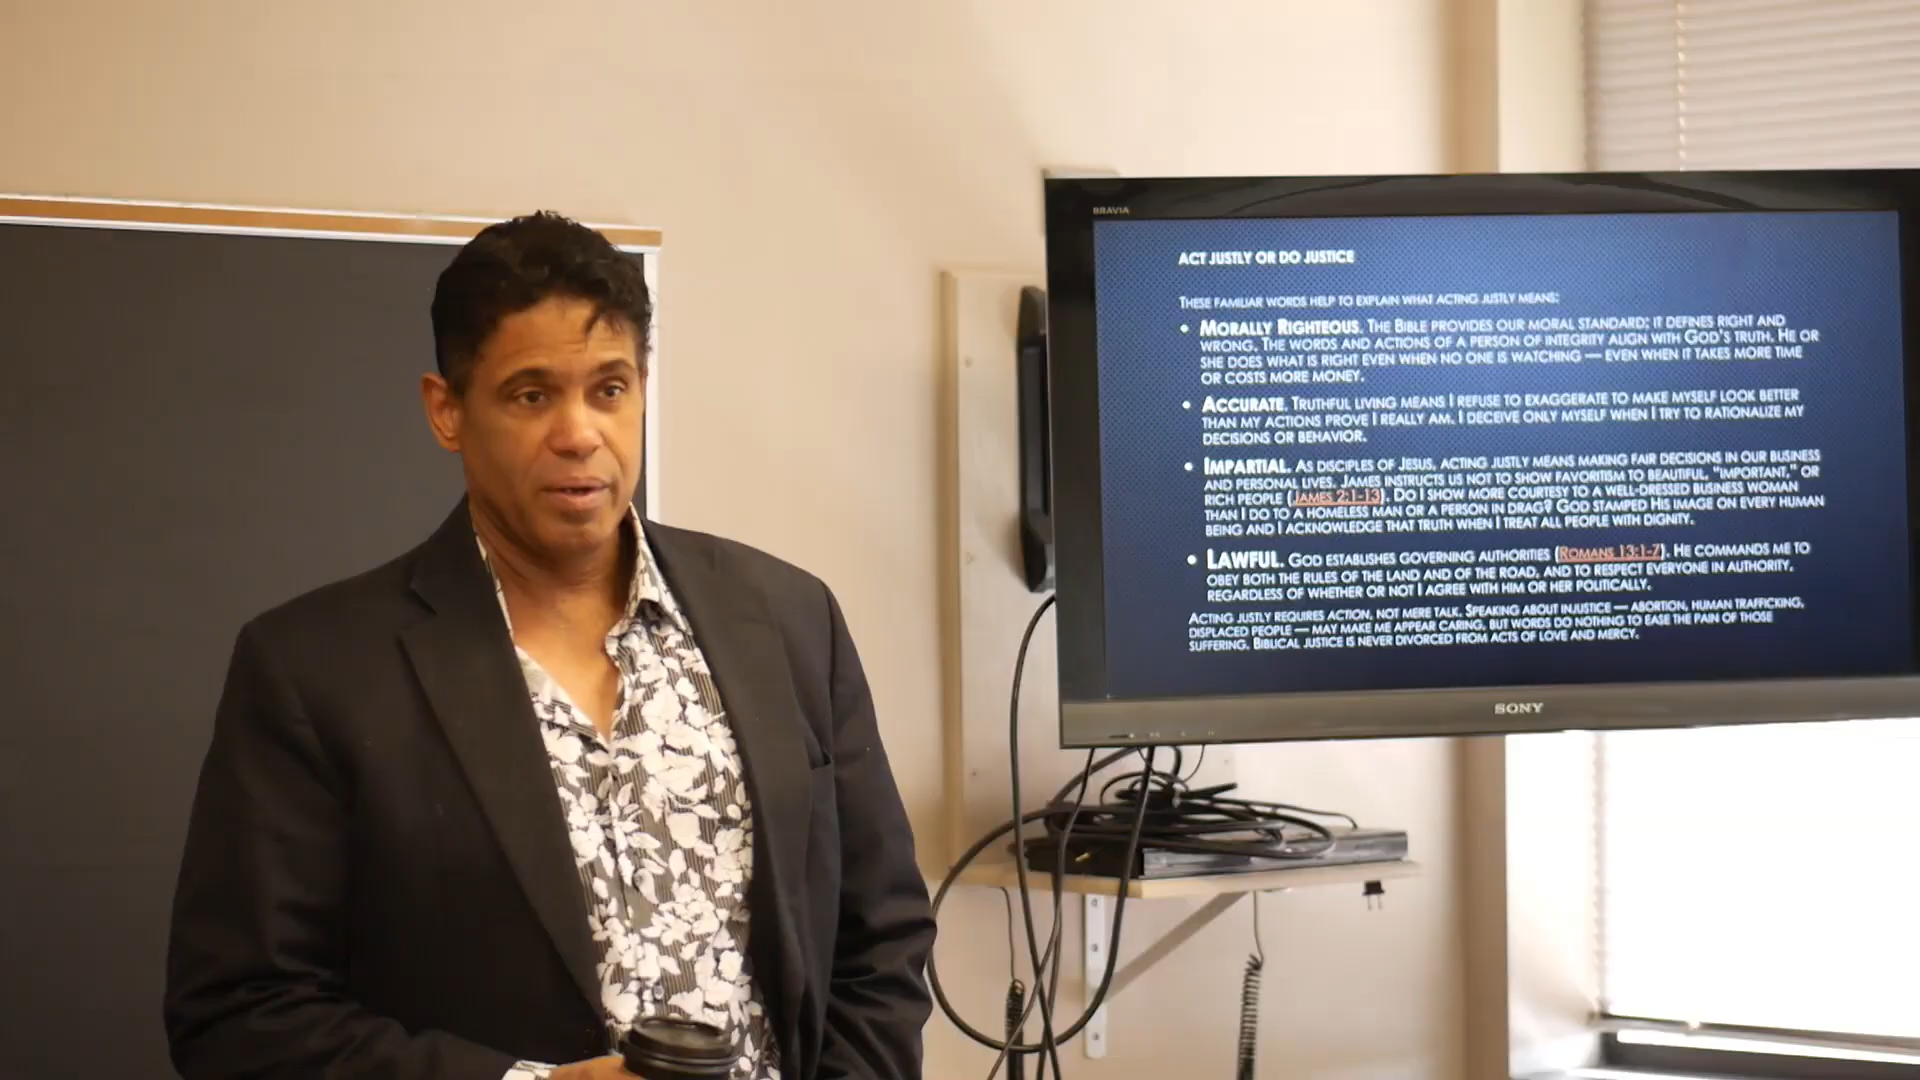 BRAVIA
ACT JUSTLY OR DO JUSTICE
THESE FAMILIAR WORDS HELP TO EXPLAIN WHAT ACTING JUSTLY MEANS:
• MORALLY RIGHTEOUS. THE BIBLE PROVIDES OUR MORAL STANDARD; IT DEFINES RIGHT AND
WRONG. THE WORDS AND ACTIONS OF A PERSON OF INTEGRITY ALIGN WITH GOD'S TRUTH. HE OR
SHE DOES WHAT IS RIGHT EVEN WHEN NO ONE IS WATCHING — EVEN WHEN IT TAKES MORE TIME
OR COSTS MORE MONEY.
• ACCURATE. TRUTHFUL LIVING MEANS I REFUSE TO EXAGGERATE TO MAKE MYSELF LOOK BETTER
THAN MY ACTIONS PROVE I REALLY AM. I DECEIVE ONLY MYSELF WHEN I TRY TO RATIONALIZE MY
DECISIONS OR BEHAVIOR.
• IMPARTIAL. AS DISCIPLES OF JESUS, ACTING JUSTLY MEANS MAKING FAIR DECISIONS IN OUR BUSINESS
AND PERSONAL LIVES. JAMES INSTRUCTS US NOT TO SHOW FAVORITISM TO BEAUTIFUL, "IMPORTANT," OR
RICH PEOPLE (JAMES 2:1-13). DO I SHOW MORE COURTESY TO A WELL-DRESSED BUSINESS WOMAN
THAN I DO TO A HOMELESS MAN OR A PERSON IN DRAG? GOD STAMPED HIS IMAGE ON EVERY HUMAN
BEING AND I ACKNOWLEDGE THAT TRUTH WHEN I TREAT ALL PEOPLE WITH DIGNITY.
• LAWFUL. GOD ESTABLISHES GOVERNING AUTHORITIES (ROMANS 13:1-7). HE COMMANDS ME TO
OBEY BOTH THE RULES OF THE LAND AND OF THE ROAD, AND TO RESPECT EVERYONE IN AUTHORITY,
REGARDLESS OF WHETHER OR NOT I AGREE WITH HIM OR HER POLITICALLY.
ACTING JUSTLY REQUIRES ACTION, NOT MERE TALK. SPEAKING ABOUT INJUSTICE — ABORTION, HUMAN TRAFFICKING,
DISPLACED PEOPLE — MAY MAKE ME APPEAR CARING, BUT WORDS DO NOTHING TO EASE THE PAIN OF THOSE
SUFFERING. BIBLICAL JUSTICE IS NEVER DIVORCED FROM ACTS OF LOVE AND MERCY.
SONY